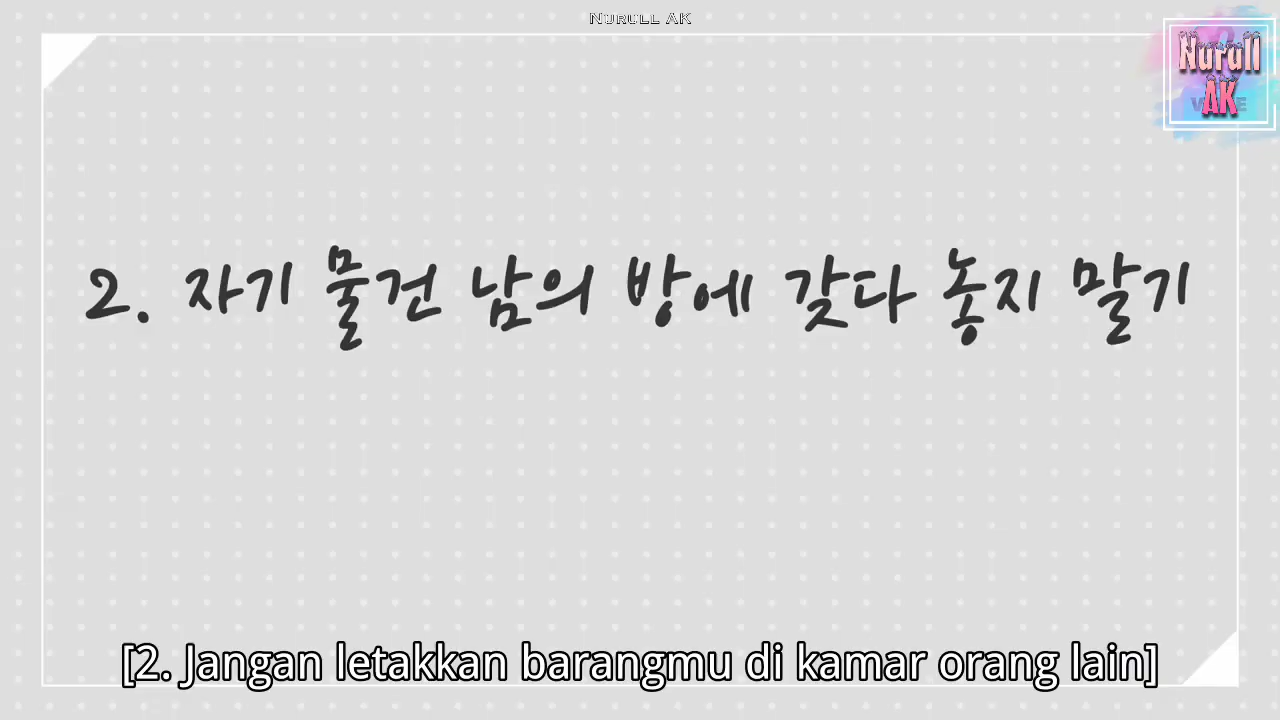 Nurull AK
Nurull
AK
2. 자기 물건 남의 방에 갖다 놓지 말기
[2. Jangan letakkan barangmu di kamar orang lain]